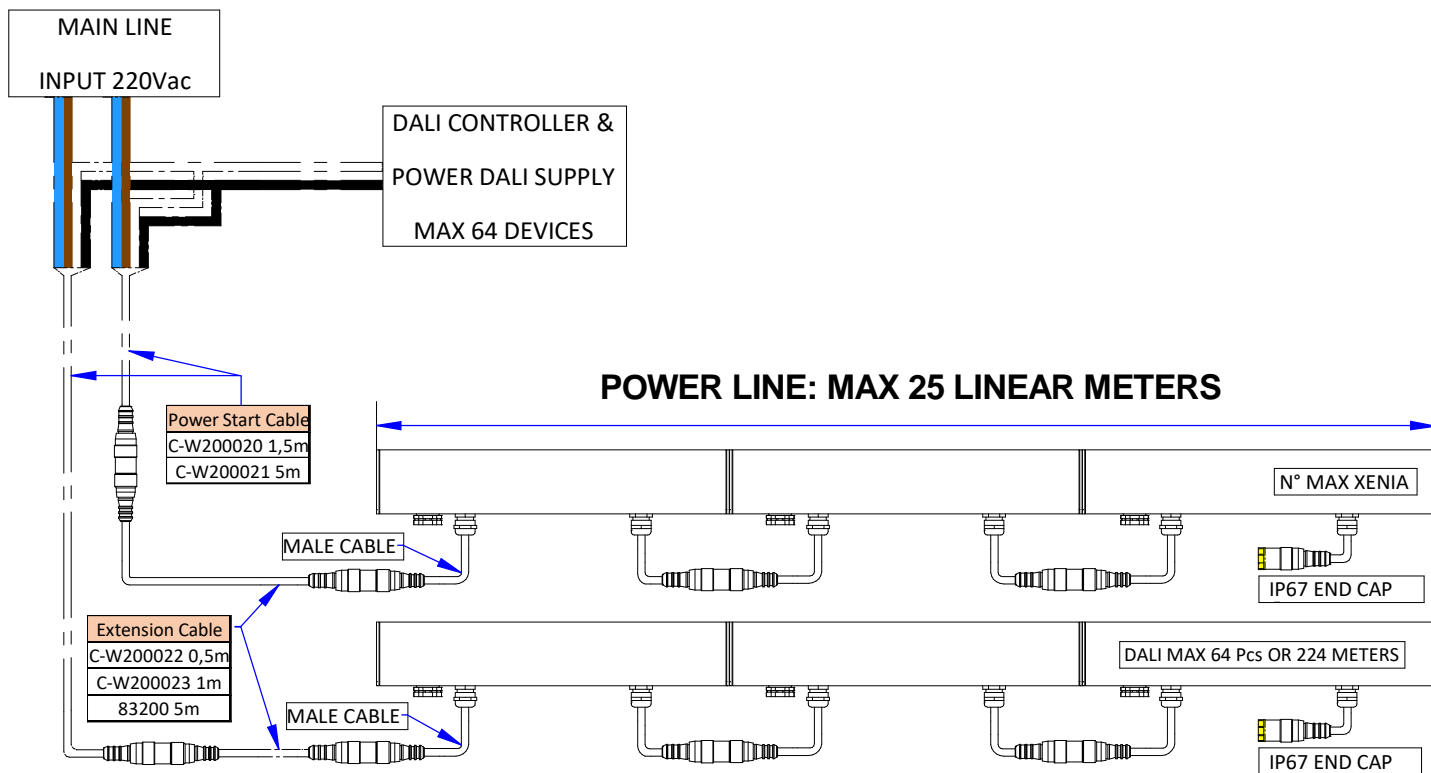 MAIN LINE
INPUT 220Vac
DALI CONTROLLER &
POWER DALI SUPPLY
MAX 64 DEVICES
POWER LINE: MAX 25 LINEAR METERS
Power Start Cable
C-W200020 1,5m
C-W200021 5m
N° MAX XENIA
MALE CABLE
IP67 END CAP
Extension Cable
C-W200022 0,5m
C-W200023 1m
83200 5m
DALI MAX 64 Pcs OR 224 METERS
MALE CABLE
IP67 END CAP